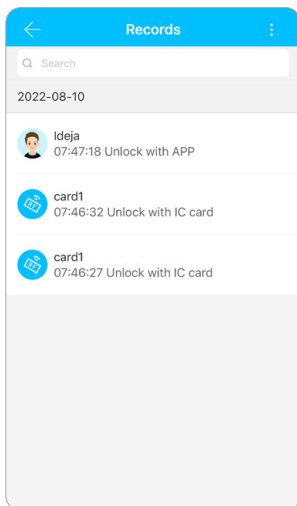 Records
Search
2022-08-10
Ideja
07:47:18 Unlock with APP
card1
07:46:32 Unlock with IC card
card1
07:46:27 Unlock with IC card